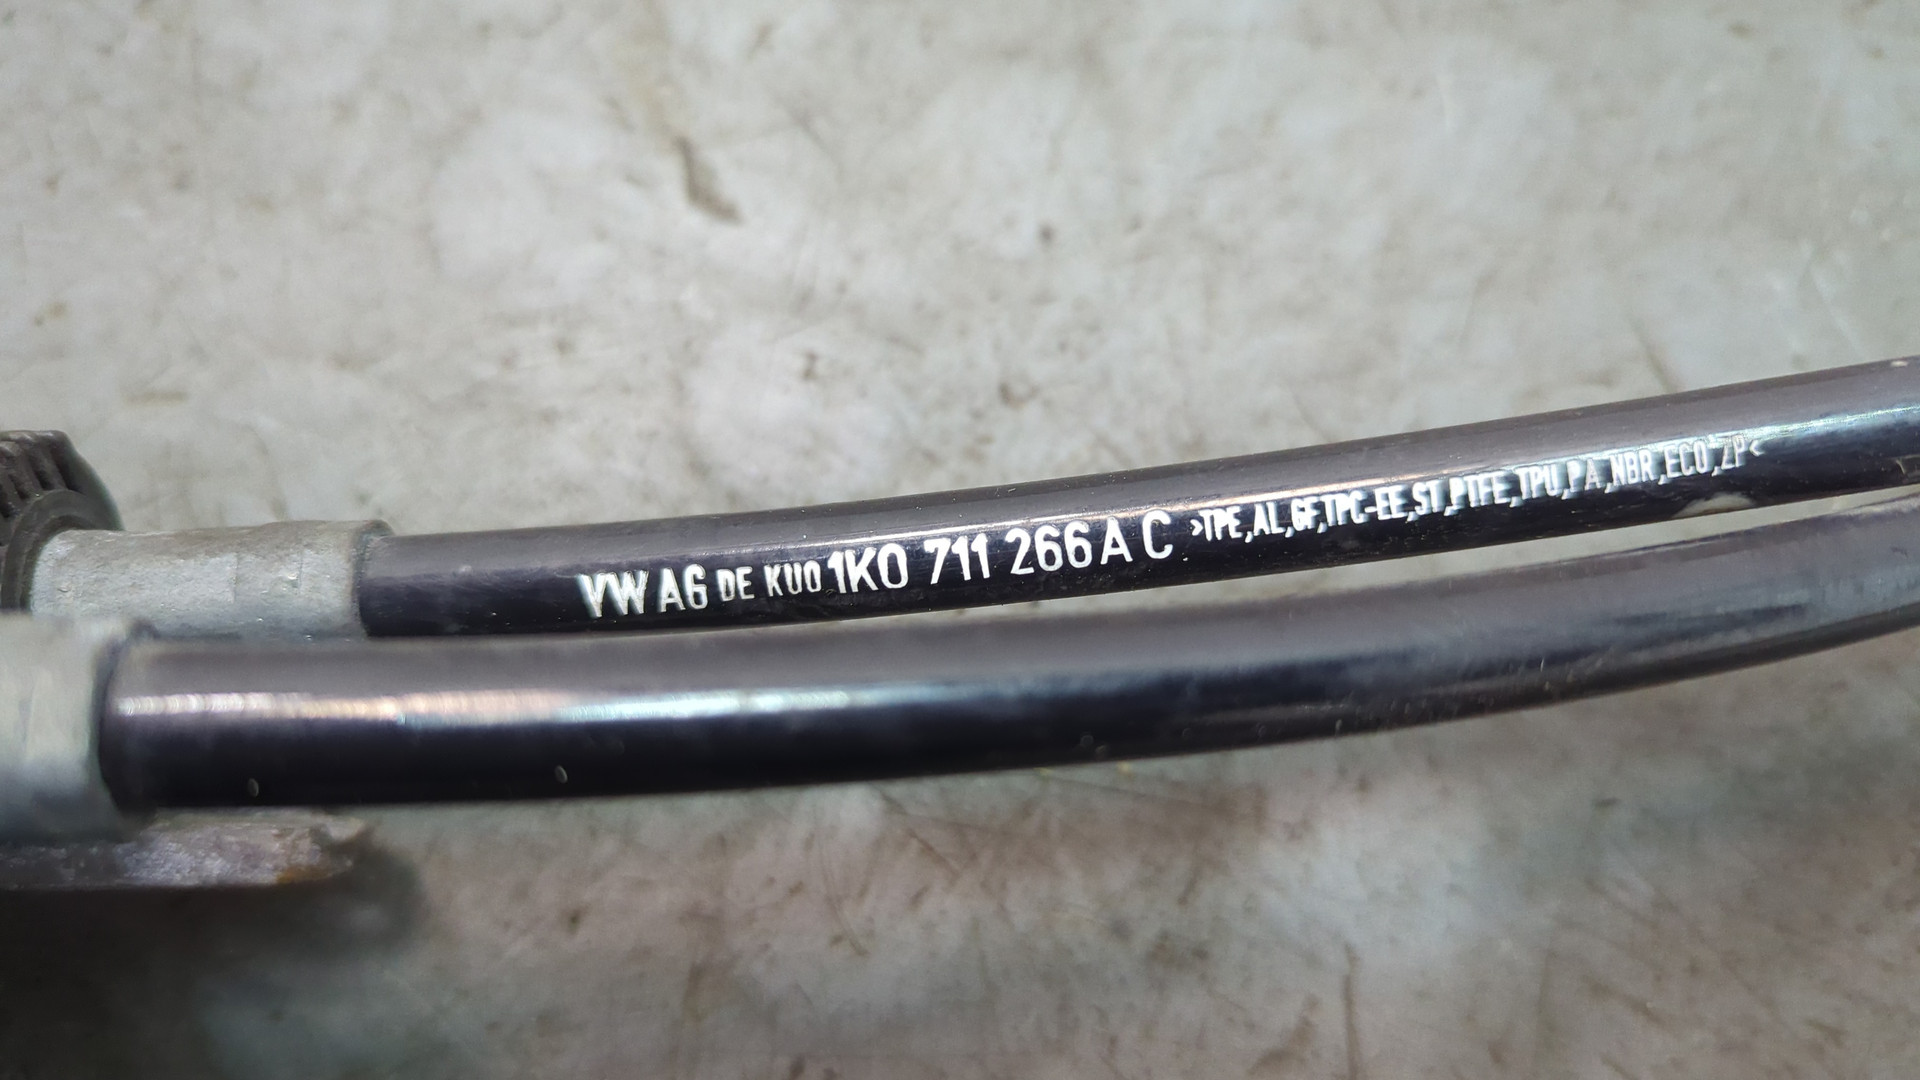 VW AG DE KUO 1K0 711 266 A C >TPE,AL,GF,TPC-EE,ST,PTFE,TPU,PA,NBR,ECO,ZP<